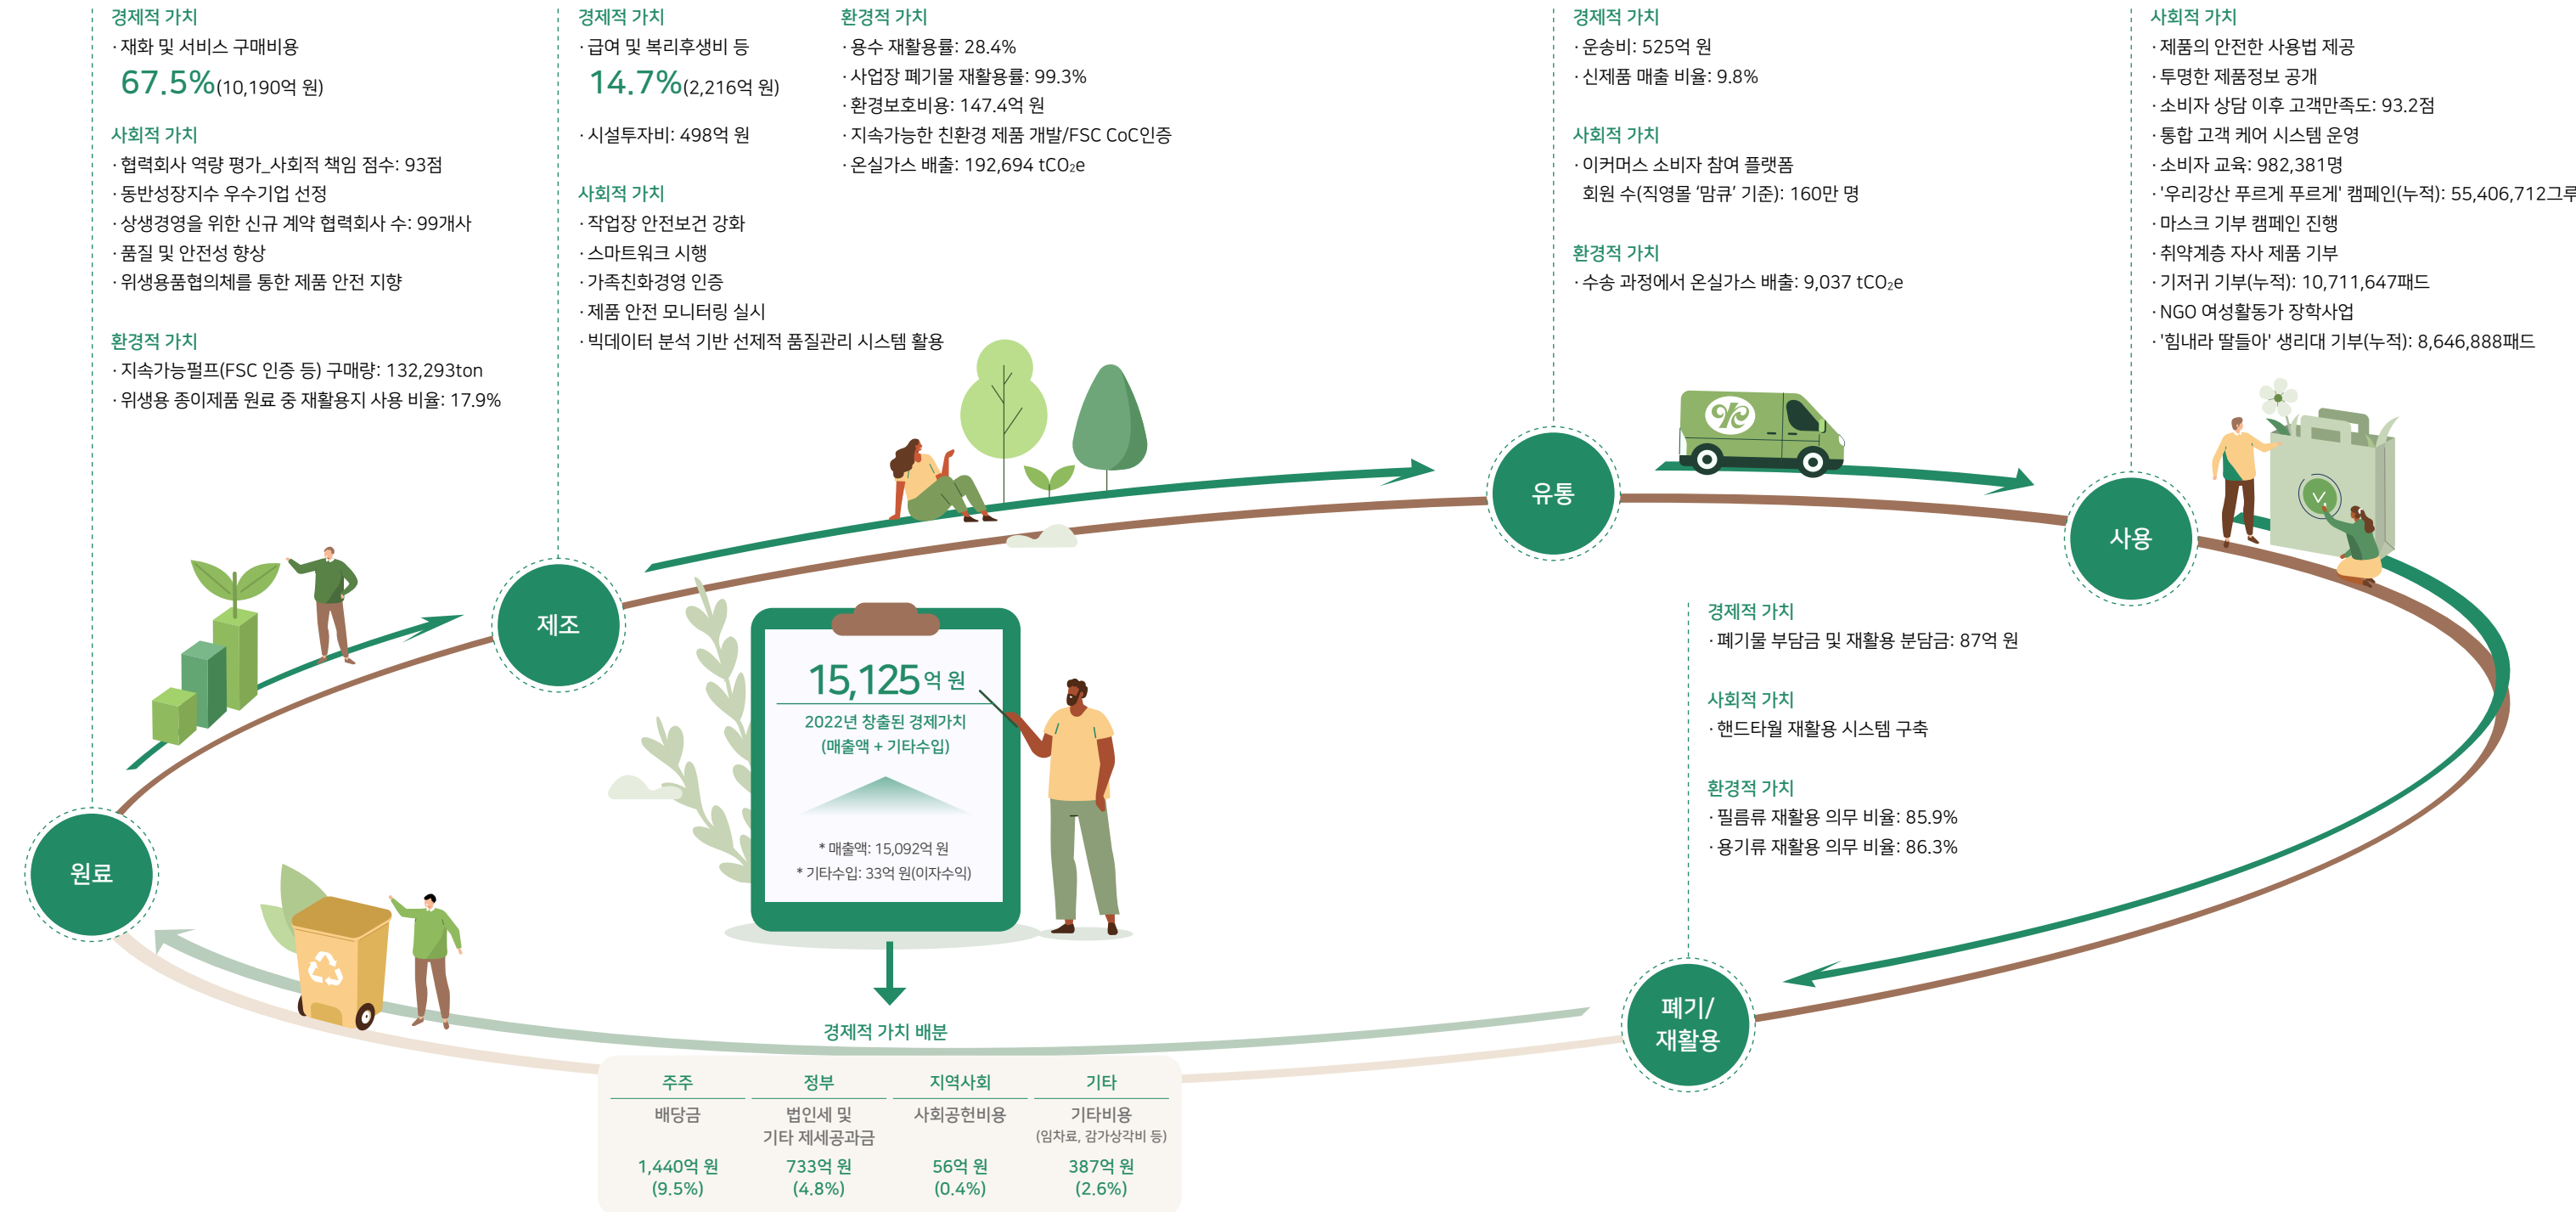 경제적 가치
· 재화 및 서비스 구매비용
67.5%(10,190억 원)
사회적 가치
· 협력회사 역량 평가_사회적 책임 점수: 93점
· 동반성장지수 우수기업 선정
· 상생경영을 위한 신규 계약 협력회사 수: 99개사
· 품질 및 안전성 향상
· 위생용품협의체를 통한 제품 안전 지향
환경적 가치
· 지속가능펄프(FSC 인증 등) 구매량: 132,293ton
· 위생용 종이제품 원료 중 재활용지 사용 비율: 17.9%
경제적 가치
· 급여 및 복리후생비 등
14.7%(2,216억 원)
· 시설투자비: 498억 원
사회적 가치
· 작업장 안전보건 강화
· 스마트워크 시행
· 가족친화경영 인증
· 제품 안전 모니터링 실시
· 빅데이터 분석 기반 선제적 품질관리 시스템 활용
환경적 가치
· 용수 재활용률: 28.4%
· 사업장 폐기물 재활용률: 99.3%
· 환경보호비용: 147.4억 원
· 지속가능한 친환경 제품 개발/FSC CoC인증
· 온실가스 배출: 192,694 tCO₂e
경제적 가치
· 운송비: 525억 원
· 신제품 매출 비율: 9.8%
사회적 가치
· 이커머스 소비자 참여 플랫폼
회원 수(직영몰 ‘맘큐’ 기준): 160만 명
환경적 가치
· 수송 과정에서 온실가스 배출: 9,037 tCO₂e
사회적 가치
· 제품의 안전한 사용법 제공
· 투명한 제품정보 공개
· 소비자 상담 이후 고객만족도: 93.2점
· 통합 고객 케어 시스템 운영
· 소비자 교육: 982,381명
· '우리강산 푸르게 푸르게' 캠페인(누적): 55,406,712그루
· 마스크 기부 캠페인 진행
· 취약계층 자사 제품 기부
· 기저귀 기부(누적): 10,711,647패드
· NGO 여성활동가 장학사업
· '힘내라 딸들아' 생리대 기부(누적): 8,646,888패드
유통
사용
제조
원료
경제적 가치
· 폐기물 부담금 및 재활용 분담금: 87억 원
사회적 가치
· 핸드타월 재활용 시스템 구축
환경적 가치
· 필름류 재활용 의무 비율: 85.9%
· 용기류 재활용 의무 비율: 86.3%
폐기/
재활용
15,125억 원
2022년 창출된 경제가치
(매출액 + 기타수입)
* 매출액: 15,092억 원
* 기타수입: 33억 원(이자수익)
경제적 가치 배분
주주 정부 지역사회 기타
배당금 법인세 및 사회공헌비용 기타비용
기타 제세공과금 (임차료, 감가상각비 등)
1,440억 원 733억 원 56억 원 387억 원
(9.5%) (4.8%) (0.4%) (2.6%)